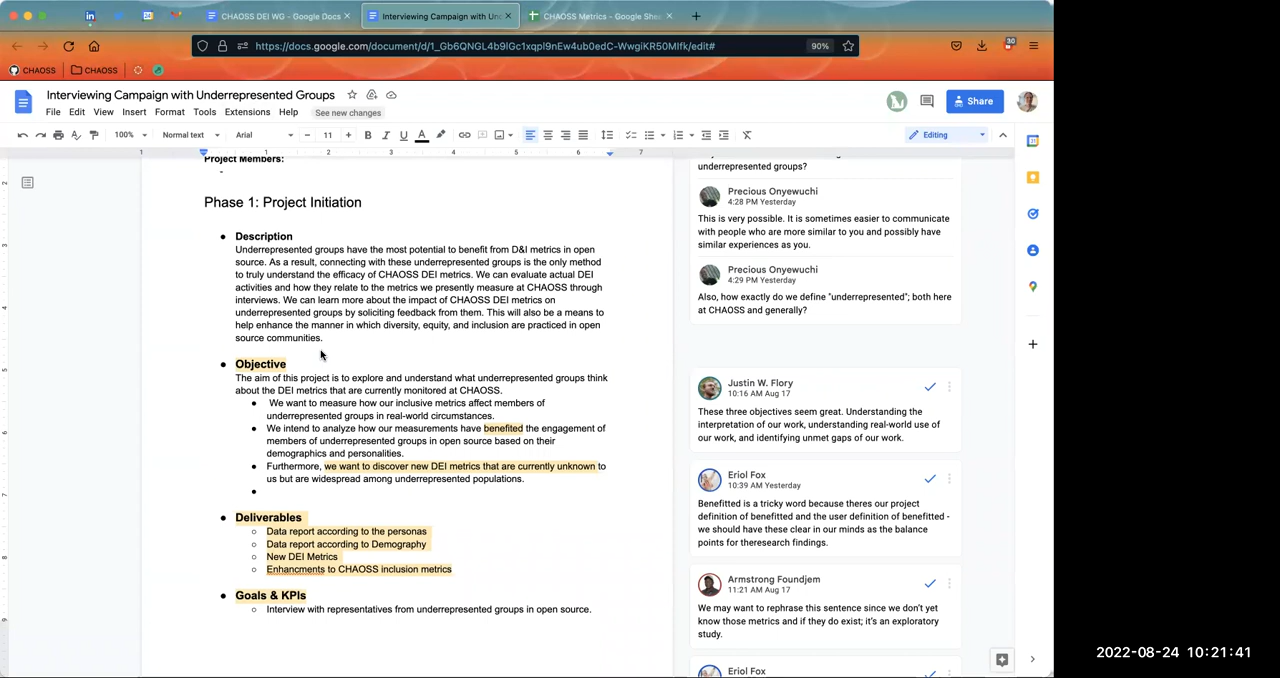 CHAOSS DEI WG - Google Docs
Interviewing Campaign with Un
CHAOSS Metrics - Google She
https://docs.google.com/document/d/1_Gb6QNGL4b9lGc1xqpl9nEw4ub0edC-WwgiKR50MIfk/edit#
90%
30
CHAOSS
CHAOSS
Interviewing Campaign with Underrepresented Groups
File Edit View Insert Format Tools Extensions Help
See new changes
Share
100%
Normal text
Arial
11
Editing
1 1 2 3 4 5 6 7
Project Members:
-
Phase 1: Project Initiation
● Description
Underrepresented groups have the most potential to benefit from D&I metrics in open
source. As a result, connecting with these underrepresented groups is the only method
to truly understand the efficacy of CHAOSS DEI metrics. We can evaluate actual DEI
activities and how they relate to the metrics we presently measure at CHAOSS through
interviews. We can learn more about the impact of CHAOSS DEI metrics on
underrepresented groups by soliciting feedback from them. This will also be a means to
help enhance the manner in which diversity, equity, and inclusion are practiced in open
source communities.
● Objective
The aim of this project is to explore and understand what underrepresented groups think
about the DEI metrics that are currently monitored at CHAOSS.
● We want to measure how our inclusive metrics affect members of
underrepresented groups in real-world circumstances.
● We intend to analyze how our measurements have benefited the engagement of
members of underrepresented groups in open source based on their
demographics and personalities.
● Furthermore, we want to discover new DEI metrics that are currently unknown to
us but are widespread among underrepresented populations.
●
● Deliverables
○ Data report according to the personas
○ Data report according to Demography
○ New DEI Metrics
○ Enhancments to CHAOSS inclusion metrics
● Goals & KPIs
○ Interview with representatives from underrepresented groups in open source.
underrepresented groups?
Precious Onyewuchi
4:28 PM Yesterday
This is very possible. It is sometimes easier to communicate
with people who are more similar to you and possibly have
similar experiences as you.
Precious Onyewuchi
4:29 PM Yesterday
Also, how exactly do we define "underrepresented"; both here
at CHAOSS and generally?
Justin W. Flory
10:16 AM Aug 17
These three objectives seem great. Understanding the
interpretation of our work, understanding real-world use of
our work, and identifying unmet gaps of our work.
Eriol Fox
10:39 AM Yesterday
Benefitted is a tricky word because theres our project
definition of benefitted and the user definition of benefitted -
we should have these clear in our minds as the balance
points for theresearch findings.
Armstrong Foundjem
11:21 AM Aug 17
We may want to rephrase this sentence since we don't yet
know those metrics and if they do exist; it's an exploratory
study.
Eriol Fox
2022-08-24 10:21:41